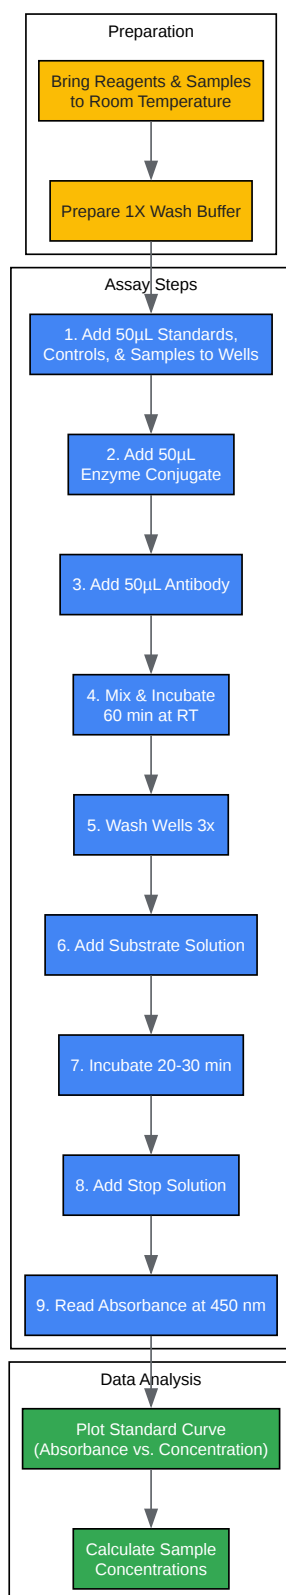 Preparation
Bring Reagents & Samples
to Room Temperature
Prepare 1X Wash Buffer
Assay Steps
1. Add 50µL Standards,
Controls, & Samples to Wells
2. Add 50µL
Enzyme Conjugate
3. Add 50µL Antibody
4. Mix & Incubate
60 min at RT
5. Wash Wells 3x
6. Add Substrate Solution
7. Incubate 20-30 min
8. Add Stop Solution
9. Read Absorbance at 450 nm
Data Analysis
Plot Standard Curve
(Absorbance vs. Concentration)
Calculate Sample
Concentrations